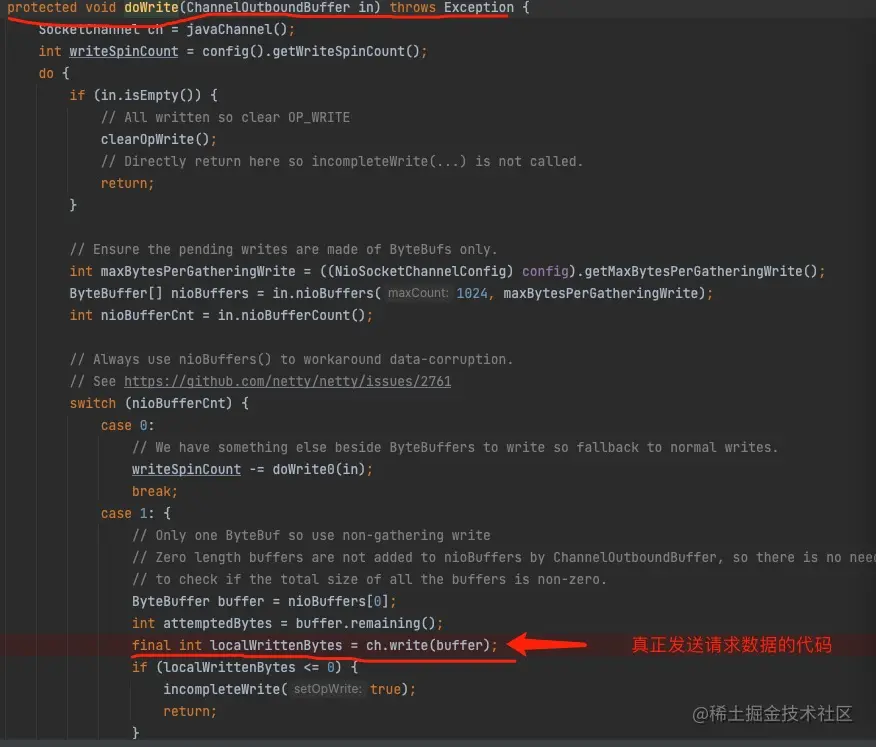 protected void doWrite(ChannelOutboundBuffer in) throws Exception {
SocketChannel ch = javaChannel();
int writeSpinCount = config().getWriteSpinCount();
do {
if (in.isEmpty()) {
// All written so clear OP_WRITE
clearOpWrite();
// Directly return here so incompleteWrite(...) is not called.
return;
}
// Ensure the pending writes are made of ByteBufs only.
int maxBytesPerGatheringWrite = ((NioSocketChannelConfig) config).getMaxBytesPerGatheringWrite();
ByteBuffer[] nioBuffers = in.nioBuffers( maxCount: 1024, maxBytesPerGatheringWrite);
int nioBufferCnt = in.nioBufferCount();
// Always use nioBuffers() to workaround data-corruption.
// See https://github.com/netty/netty/issues/2761
switch (nioBufferCnt) {
case 0:
// We have something else beside ByteBuffers to write so fallback to normal writes.
writeSpinCount -= doWrite0(in);
break;
case 1: {
// Only one ByteBuf so use non-gathering write
// Zero length buffers are not added to nioBuffers by ChannelOutboundBuffer, so there is no nee
// to check if the total size of all the buffers is non-zero.
ByteBuffer buffer = nioBuffers[0];
int attemptedBytes = buffer.remaining();
final int localWrittenBytes = ch.write(buffer); 真正发送请求数据的代码
if (localWrittenBytes <= 0) {
incompleteWrite( setOpWrite: true);
return;
}
@稀土掘金技术社区